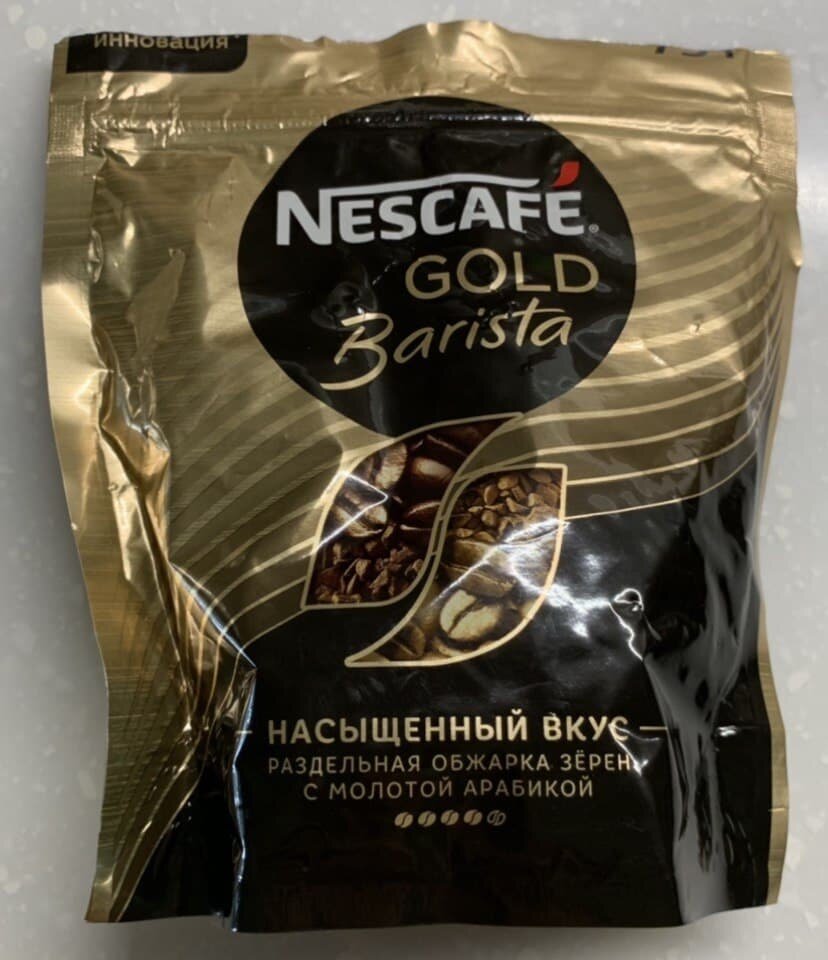 ИННОВАЦИЯ
NESCAFÉ®
GOLD
Barista
НАСЫЩЕННЫЙ ВКУС
РАЗДЕЛЬНАЯ ОБЖАРКА ЗЁРЕН
С МОЛОТОЙ АРАБИКОЙ